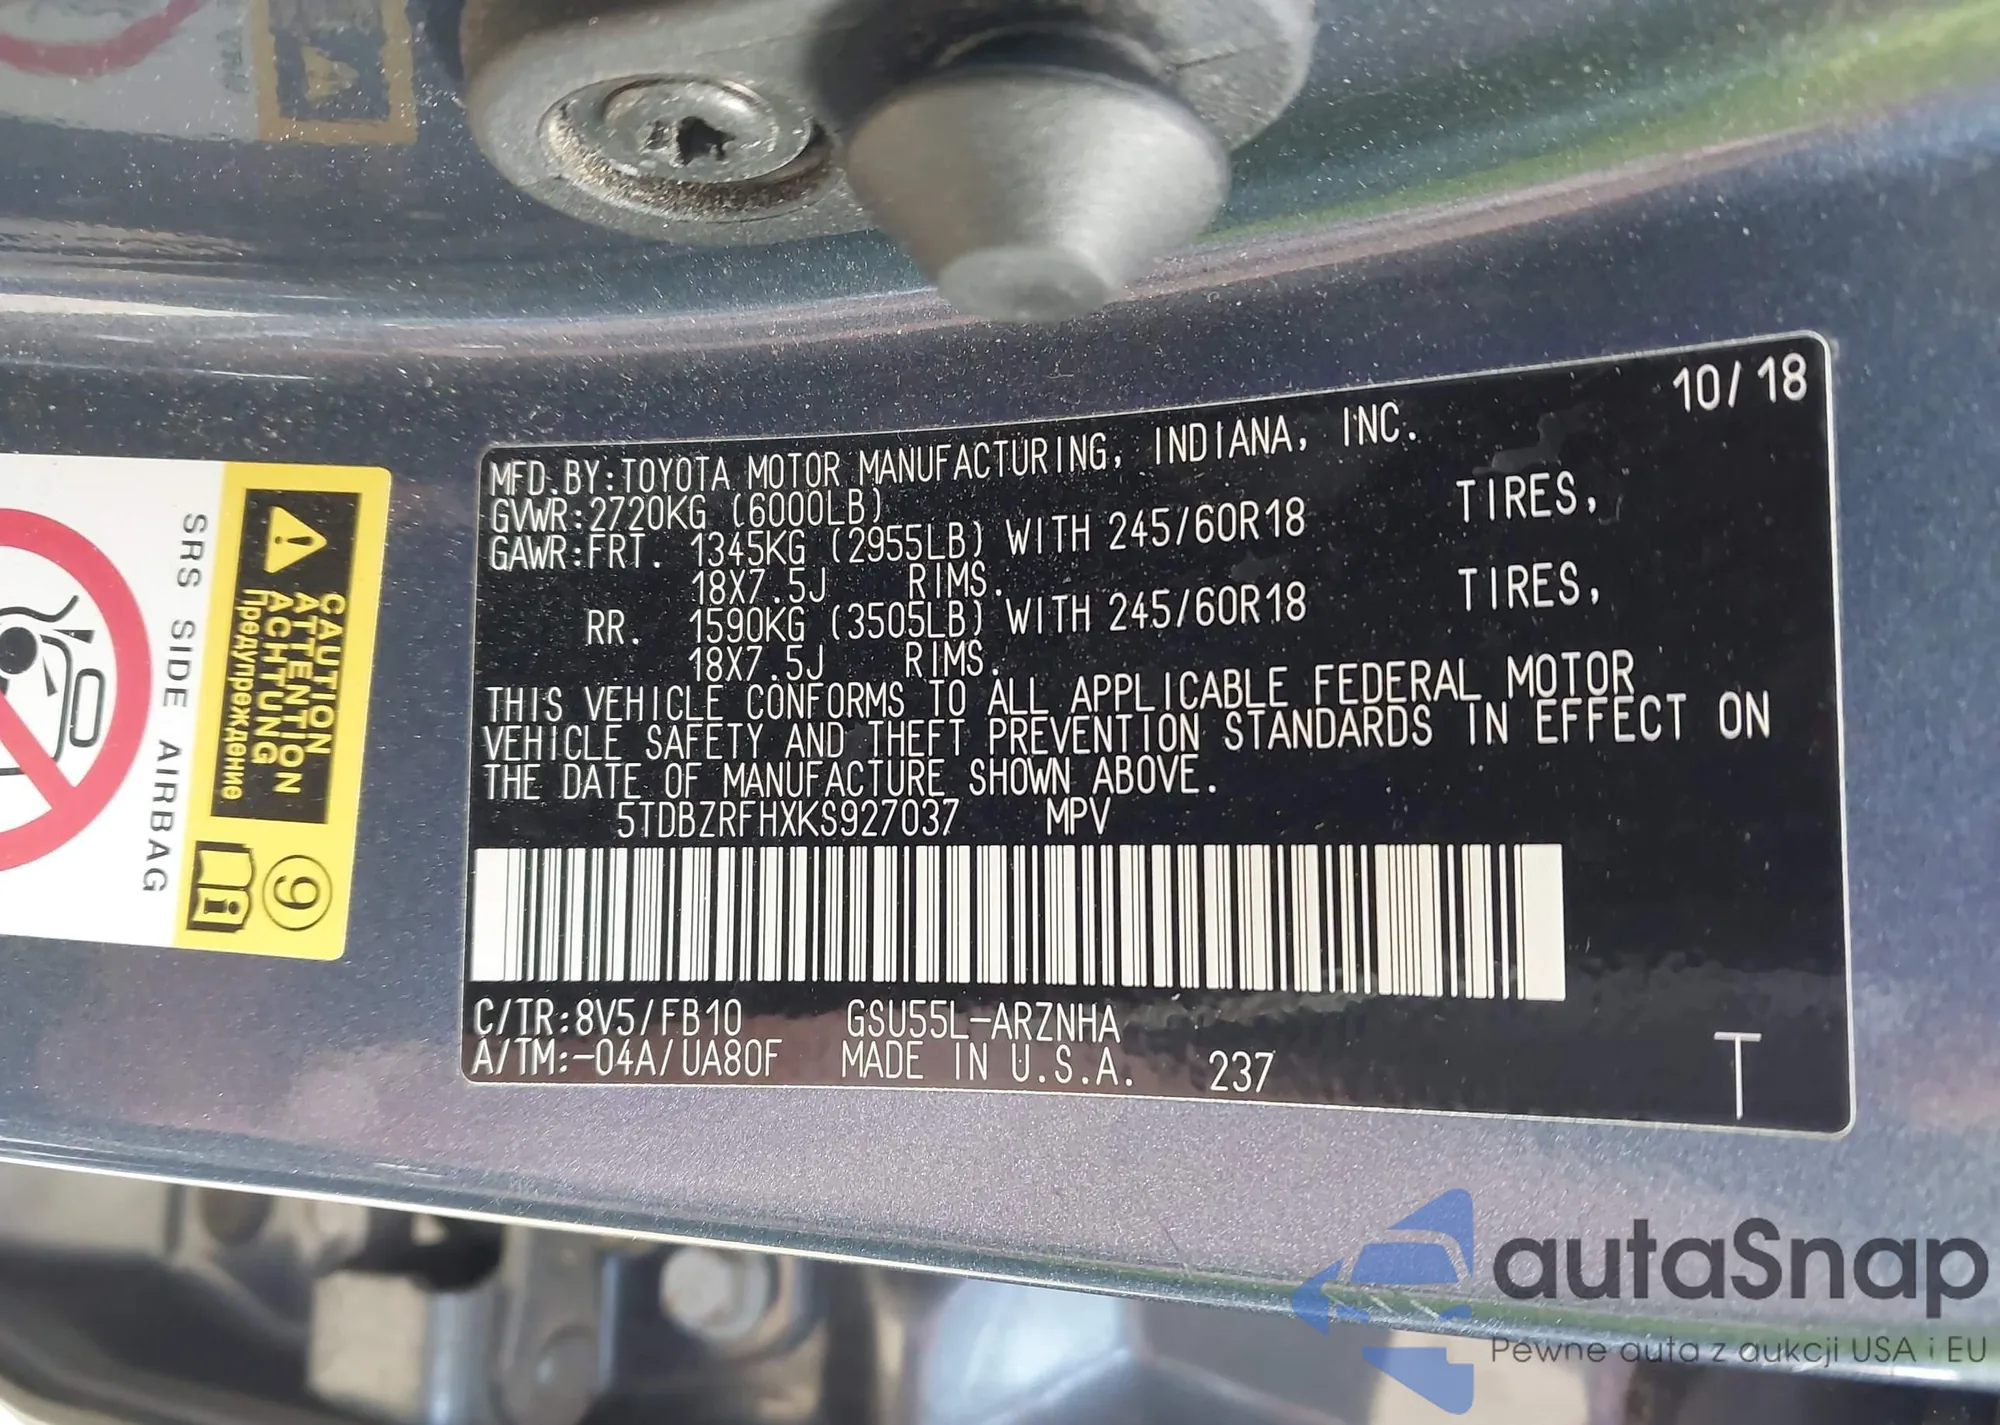 10/18
MFD.BY:TOYOTA MOTOR MANUFACTURING, INDIANA, INC.
GVWR:2720KG (6000LB)
GAWR:FRT. 1345KG (2955LB) WITH 245/60R18 TIRES,
18X7.5J RIMS.
RR. 1590KG (3505LB) WITH 245/60R18 TIRES,
18X7.5J RIMS.
THIS VEHICLE CONFORMS TO ALL APPLICABLE FEDERAL MOTOR
VEHICLE SAFETY AND THEFT PREVENTION STANDARDS IN EFFECT ON
THE DATE OF MANUFACTURE SHOWN ABOVE.
5TDBZRFHXKS927037 MPV
C/TR:8V5/FB10 GSU55L-ARZNHA
A/TM:-04A/UA80F MADE IN U.S.A. 237
T
CAUTION
ATTENTION
ACHTUNG
Предупреждение
9
SRS SIDE AIRBAG
autaSnap
Pewne auta z aukcji USA i EU